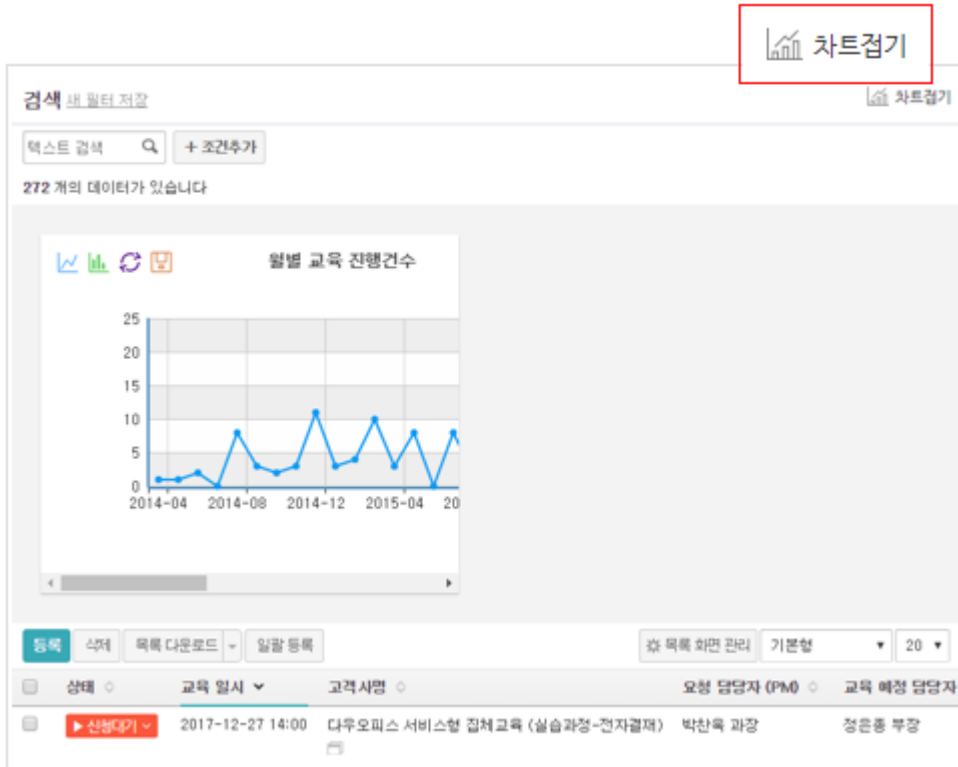 차트접기
검색 새 필터 저장
차트접기
텍스트 검색
+ 조건추가
272 개의 데이터가 있습니다
월별 교육 진행건수
25
20
15
10
5
0
2014-04 2014-08 2014-12 2015-04 20
등록 삭제 목록 다운로드 일괄 등록 목록 화면 관리 기본형 20
상태 교육 일시 고객사명 요청 담당자 (PM) 교육 예정 담당자
신청대기 2017-12-27 14:00 다우오피스 서비스형 집체교육 (실습과정-전자결재) 박찬욱 과장 정은종 부장